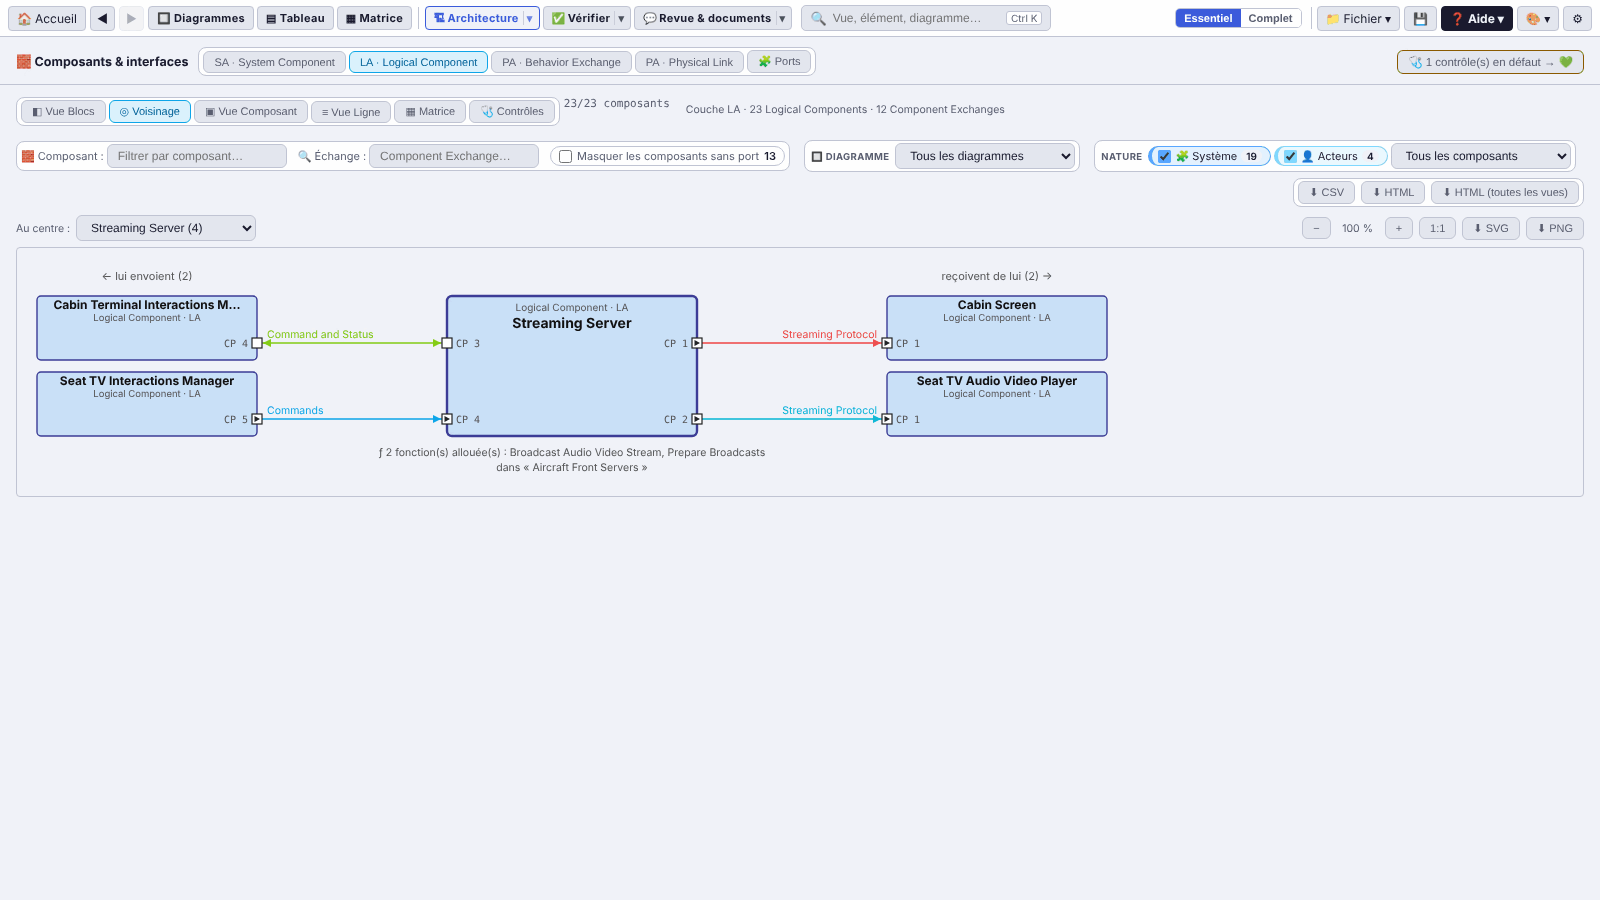 🏠 Accueil ◀ ▶ Diagrammes Tableau Matrice Architecture ▾ Vérifier ▾ Revue & documents ▾ Vue, élément, diagramme… Ctrl K Essentiel Complet Fichier ▾ Aide ▾
Composants & interfaces SA · System Component LA · Logical Component PA · Behavior Exchange PA · Physical Link Ports 1 contrôle(s) en défaut →
Vue Blocs Voisinage Vue Composant Vue Ligne Matrice Contrôles 23/23 composants Couche LA · 23 Logical Components · 12 Component Exchanges
Composant : Filtrer par composant… Échange : Component Exchange… Masquer les composants sans port 13 DIAGRAMME Tous les diagrammes NATURE Système 19 Acteurs 4 Tous les composants
⬇ CSV ⬇ HTML ⬇ HTML (toutes les vues)
Au centre : Streaming Server (4) − 100 % + 1:1 ⬇ SVG ⬇ PNG
← lui envoient (2) reçoivent de lui (2) →
Cabin Terminal Interactions M… Logical Component · LA Cabin Screen
Logical Component · LA Streaming Server Logical Component · LA
Command and Status Streaming Protocol
CP 4 CP 3 CP 1 CP 1
Seat TV Interactions Manager Seat TV Audio Video Player
Logical Component · LA Logical Component · LA
Commands Streaming Protocol
CP 5 CP 4 CP 2 CP 1
ƒ 2 fonction(s) allouée(s) : Broadcast Audio Video Stream, Prepare Broadcasts
dans « Aircraft Front Servers »